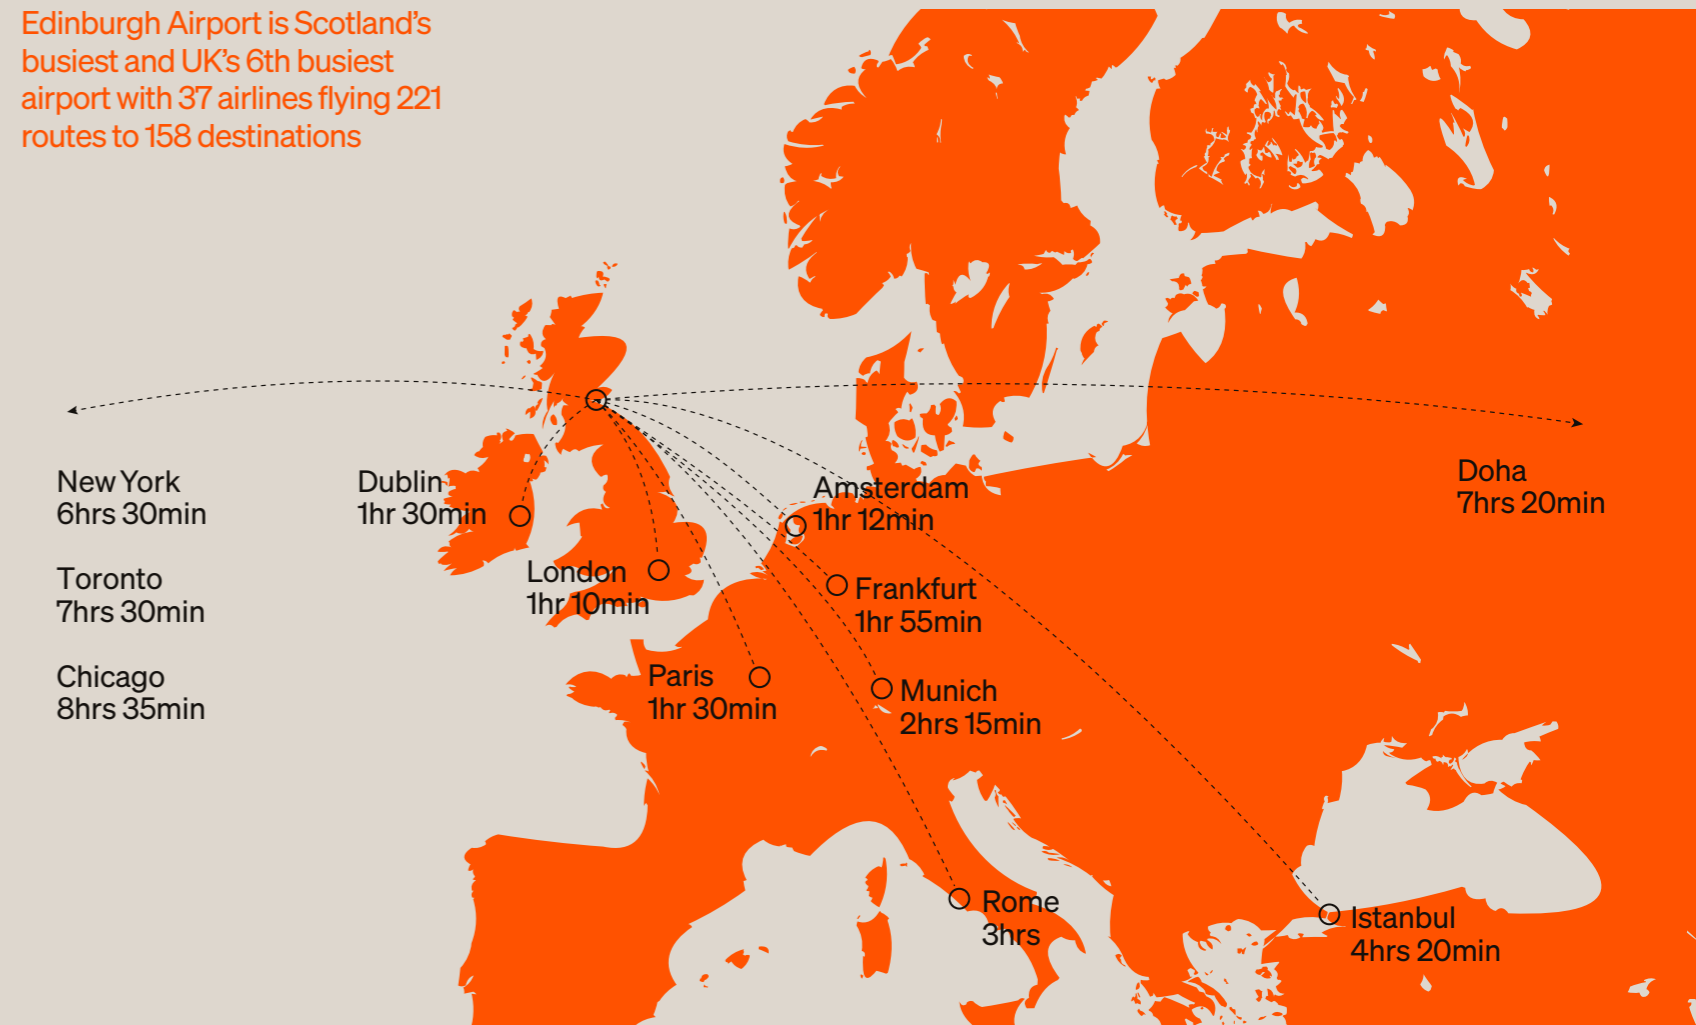 Edinburgh Airport is Scotland’s
busiest and UK’s 6th busiest
airport with 37 airlines flying 221
routes to 158 destinations
New York
6hrs 30min
Toronto
7hrs 30min
Chicago
8hrs 35min
Dublin
1hr 30min
London
1hr 10min
Paris
1hr 30min
Amsterdam
1hr 12min
Frankfurt
1hr 55min
Munich
2hrs 15min
Rome
3hrs
Istanbul
4hrs 20min
Doha
7hrs 20min